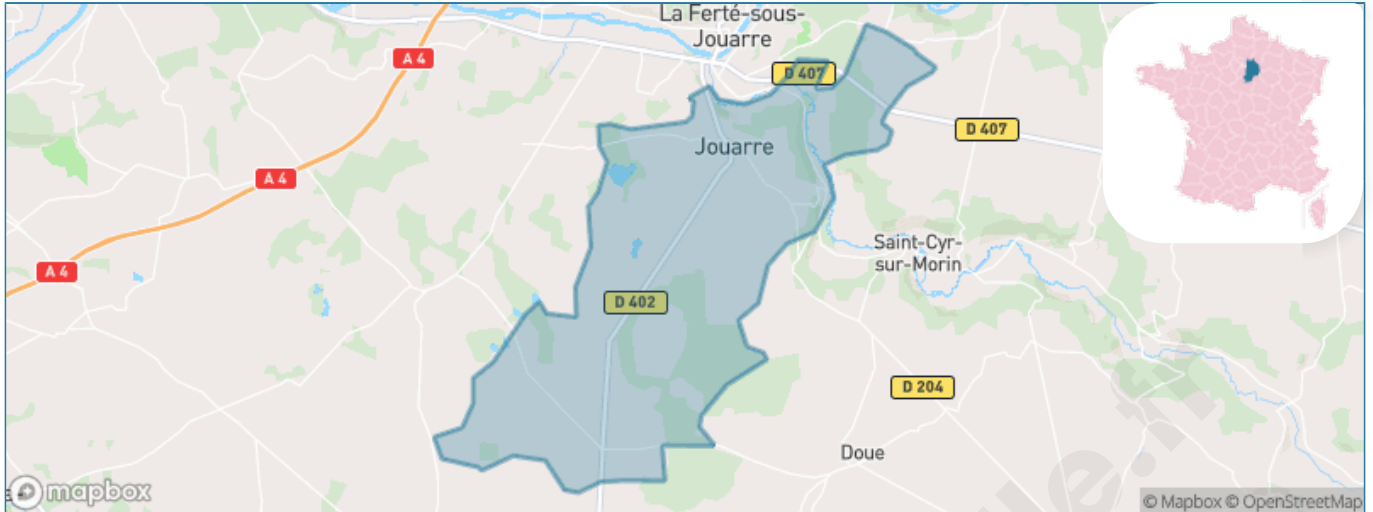 La Ferté-sous-
Jouarre
A 4
D 407
D 407
Jouarre
A 4
Saint-Cyr-
sur-Morin
A 4
D 402
D 204
Doue
mapbox
© Mapbox © OpenStreetMap